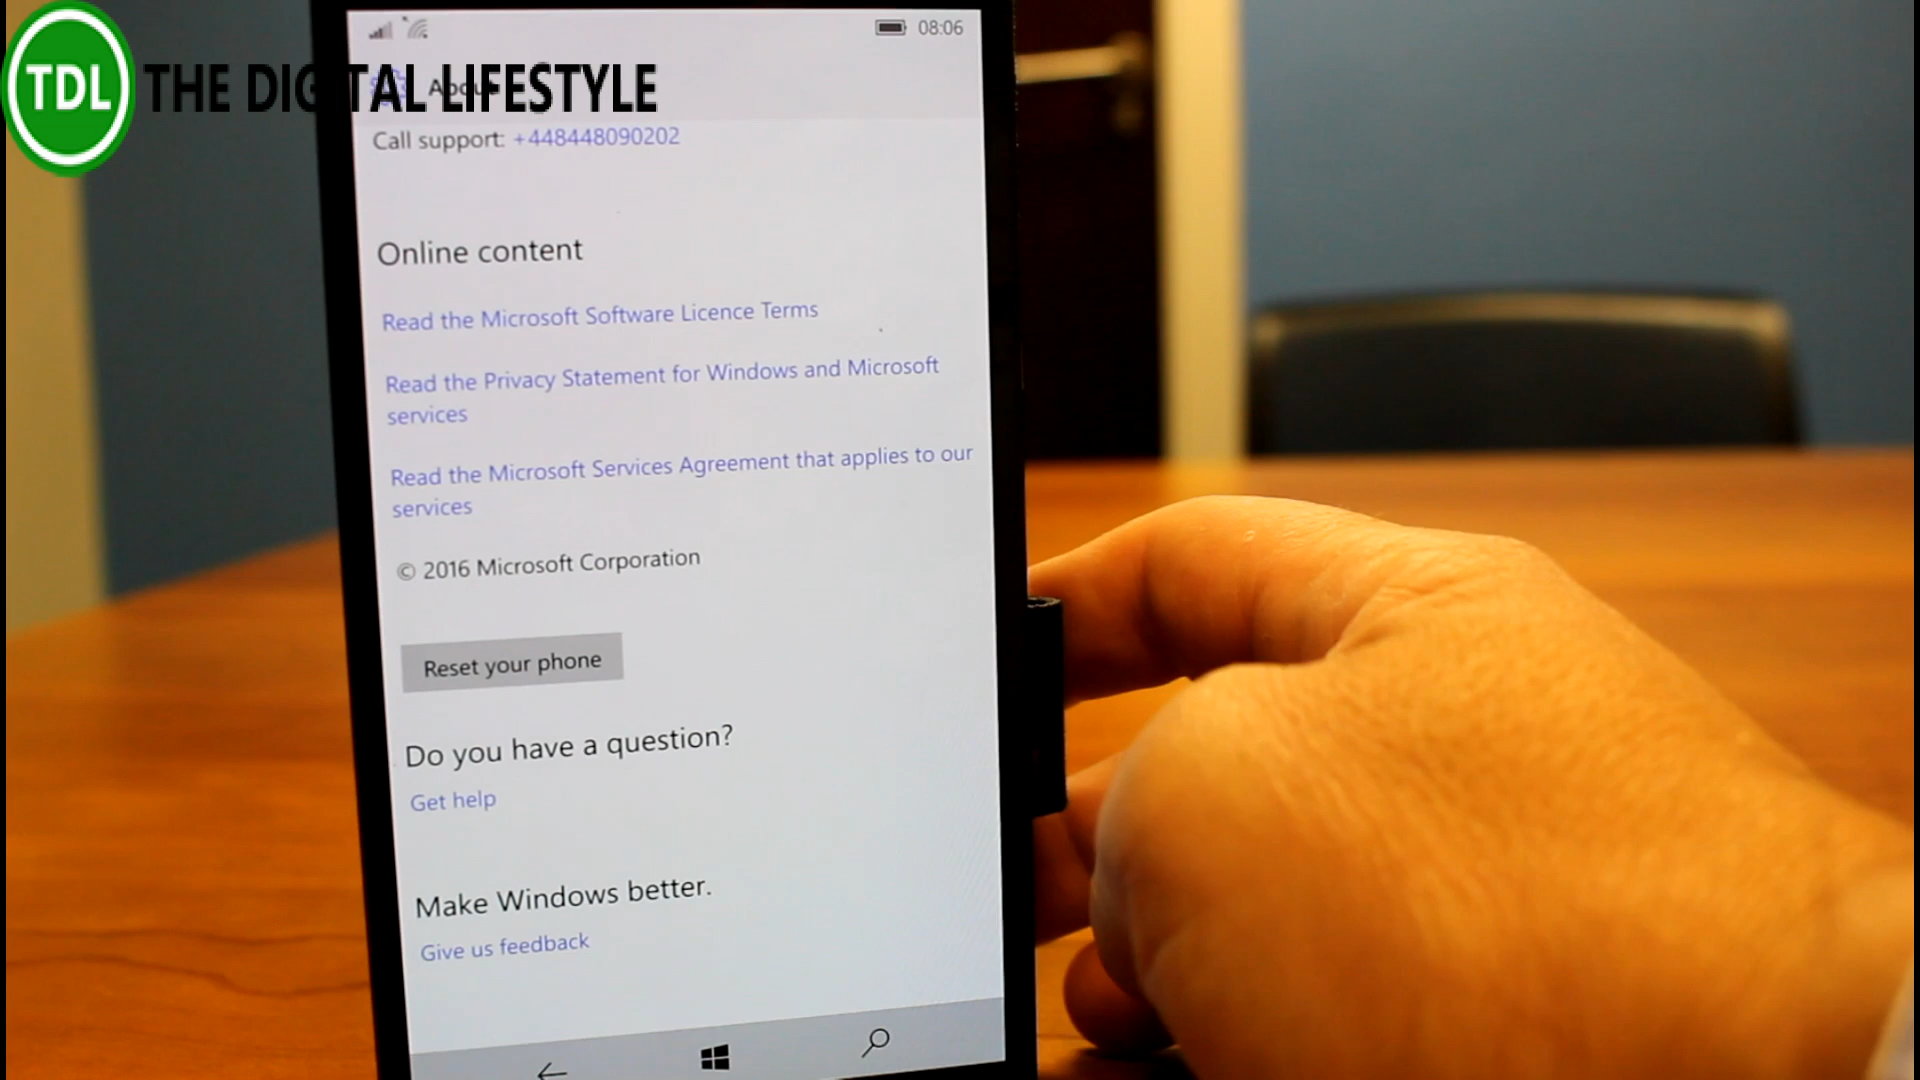 08:06
TDL THE DIGITAL LIFESTYLE
About
Call support: +448448090202
Online content
Read the Microsoft Software Licence Terms
Read the Privacy Statement for Windows and Microsoft
services
Read the Microsoft Services Agreement that applies to our
services
© 2016 Microsoft Corporation
Reset your phone
Do you have a question?
Get help
Make Windows better.
Give us feedback